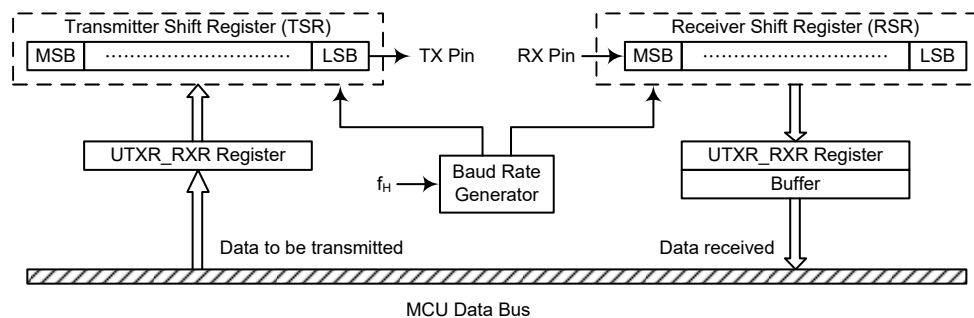 Transmitter Shift Register (TSR)
MSB ………………………… LSB
TX Pin
RX Pin
Receiver Shift Register (RSR)
MSB ………………………… LSB
UTXR_RXR Register
Baud Rate
Generator
fH
UTXR_RXR Register
Buffer
Data to be transmitted
Data received
MCU Data Bus